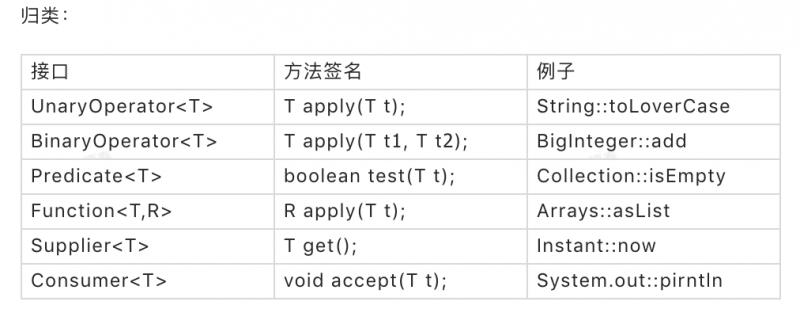 归类：
接口 方法签名 例子
UnaryOperator<T> T apply(T t); String::toLoverCase
BinaryOperator<T> T apply(T t1, T t2); BigInteger::add
Predicate<T> boolean test(T t); Collection::isEmpty
Function<T,R> R apply(T t); Arrays::asList
Supplier<T> T get(); Instant::now
Consumer<T> void accept(T t); System.out::pirntln